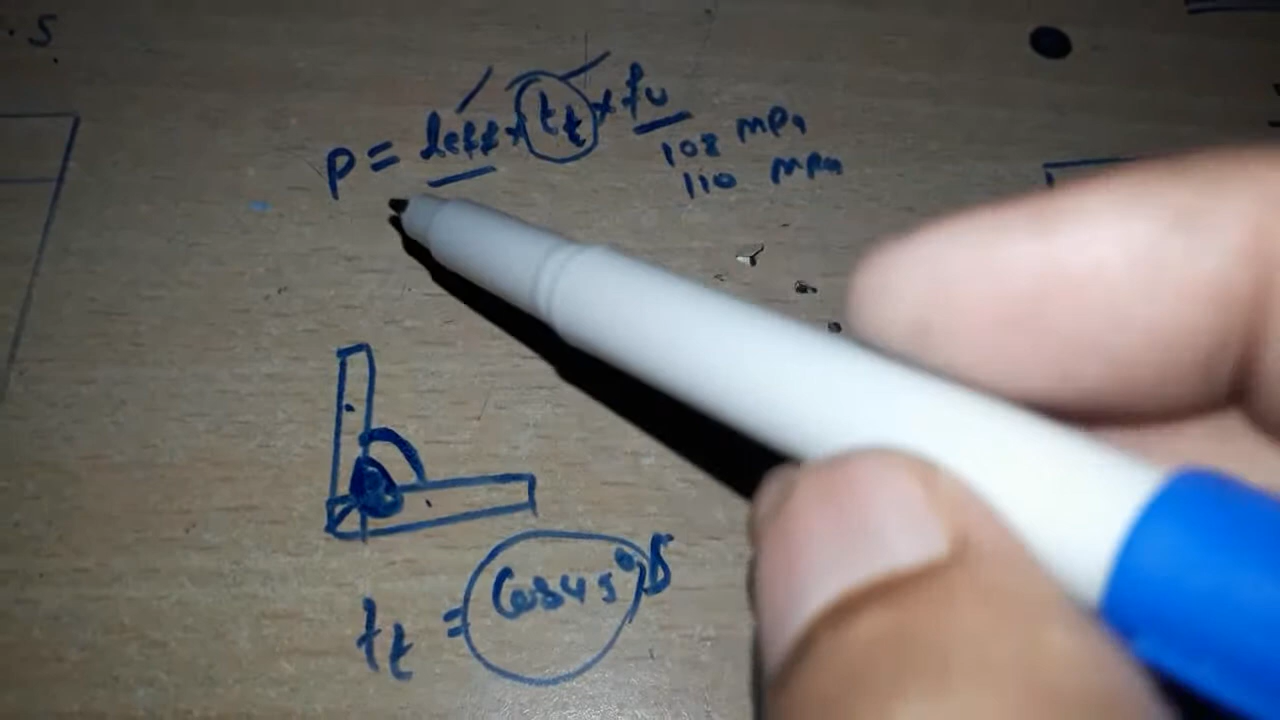 . S
P = leff × tt × fu
108 MPa
110 MPa
tt = Cos45° S